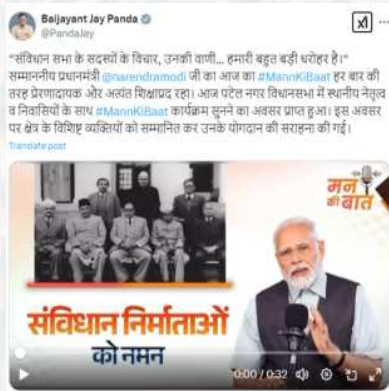 Baijayant Jay Panda
@PandaJay
"संविधान सभा के सदस्यों के विचार, उनकी वाणी... हमारी बहुत बड़ी धरोहर है।"
सम्माननीय प्रधानमंत्री @narendramodi जी का आज का #MannKiBaat हर बार की
तरह प्रेरणादायक और अत्यंत शिक्षाप्रद रहा। आज पटेल नगर विधानसभा में स्थानीय नेतृत्व
व निवासियों के साथ #MannKiBaat कार्यक्रम सुनने का अवसर प्राप्त हुआ। इस अवसर
पर क्षेत्र के विशिष्ट व्यक्तियों को सम्मानित कर उनके योगदान की सराहना की गई।
Translate post
मन
की बात
संविधान निर्माताओं
को नमन
0:00 / 0:32